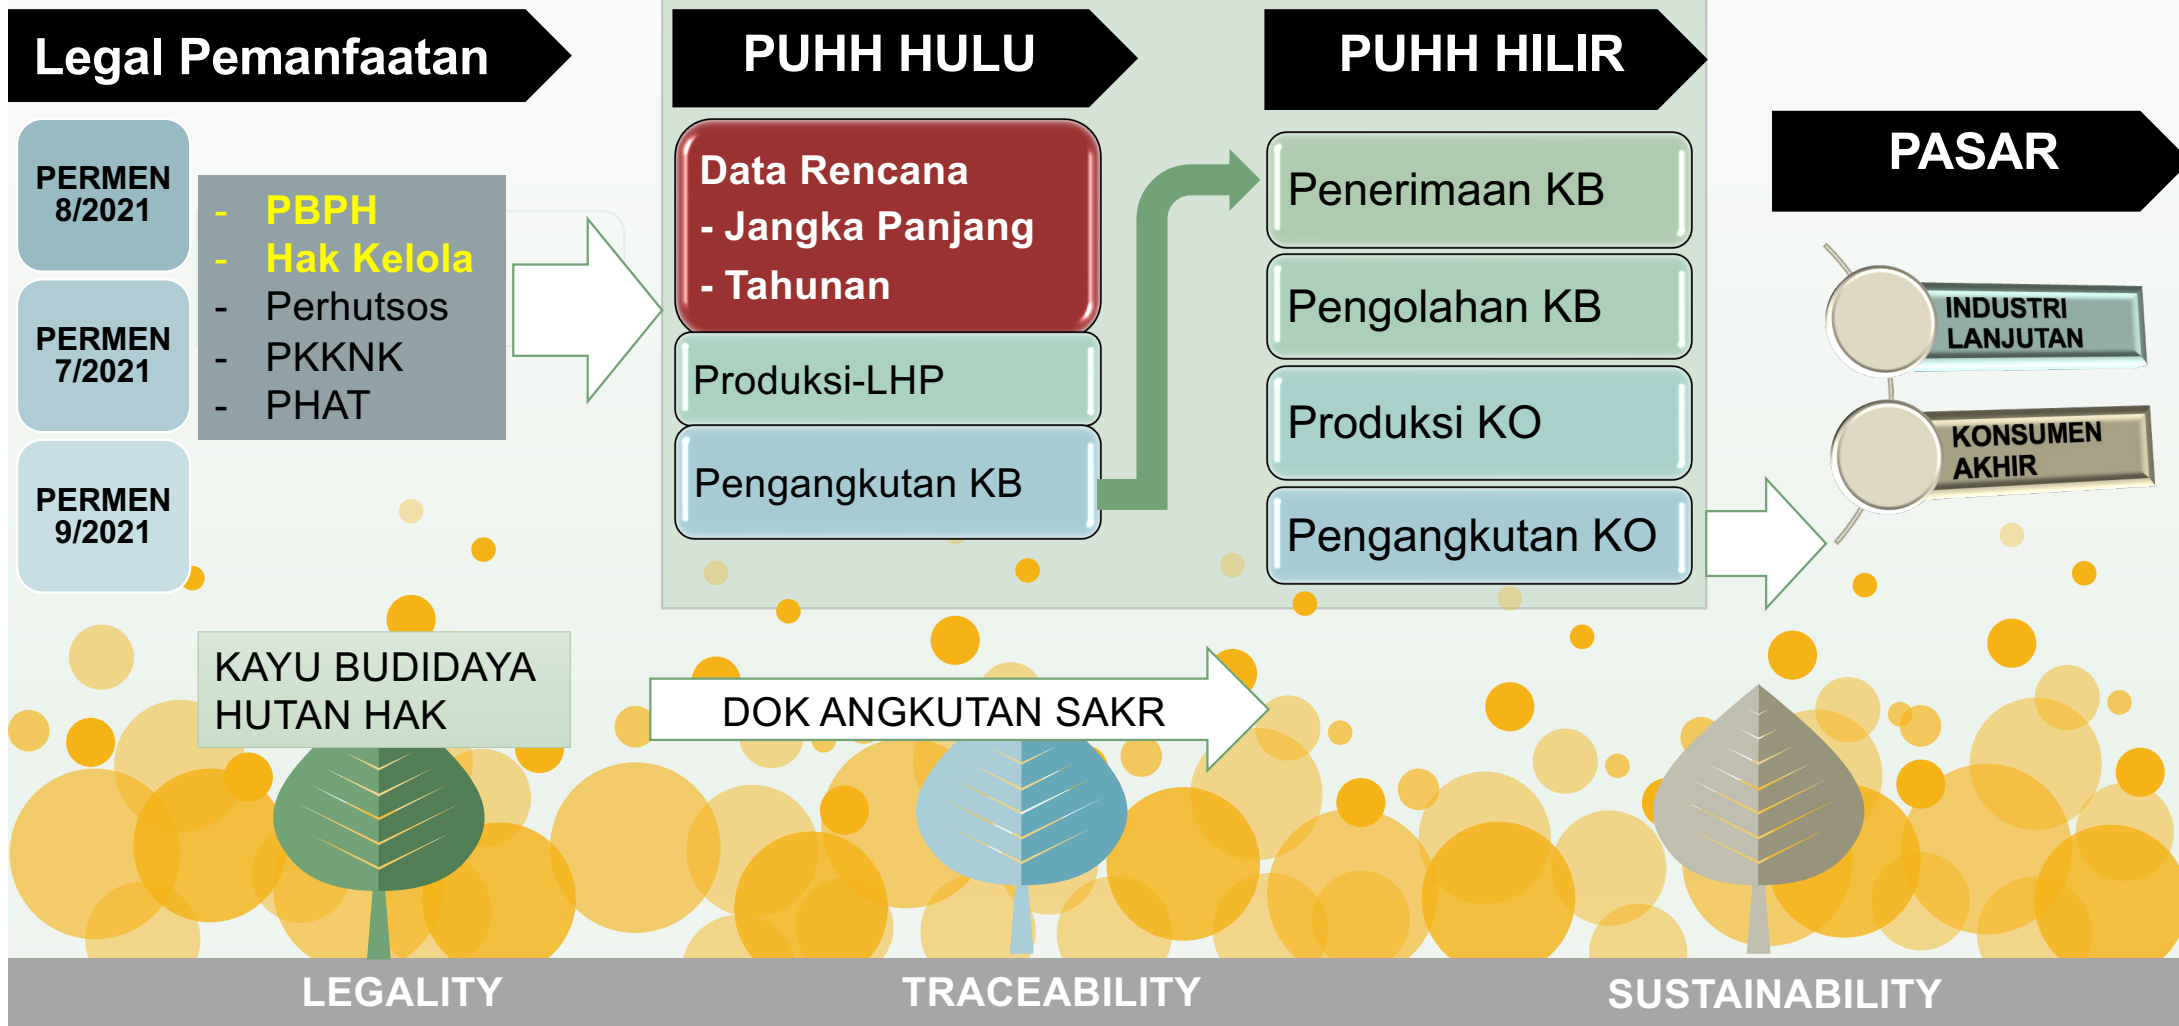 Legal Pemanfaatan
PERMEN
8/2021
PERMEN
7/2021
PERMEN
9/2021
- PBPH
- Hak Kelola
- Perhutsos
- PKKNK
- PHAT
PUHH HULU
Data Rencana
- Jangka Panjang
- Tahunan
Produksi-LHP
Pengangkutan KB
PUHH HILIR
Penerimaan KB
Pengolahan KB
Produksi KO
Pengangkutan KO
PASAR
INDUSTRI
LANJUTAN
KONSUMEN
AKHIR
KAYU BUDIDAYA
HUTAN HAK
DOK ANGKUTAN SAKR
LEGALITY
TRACEABILITY
SUSTAINABILITY